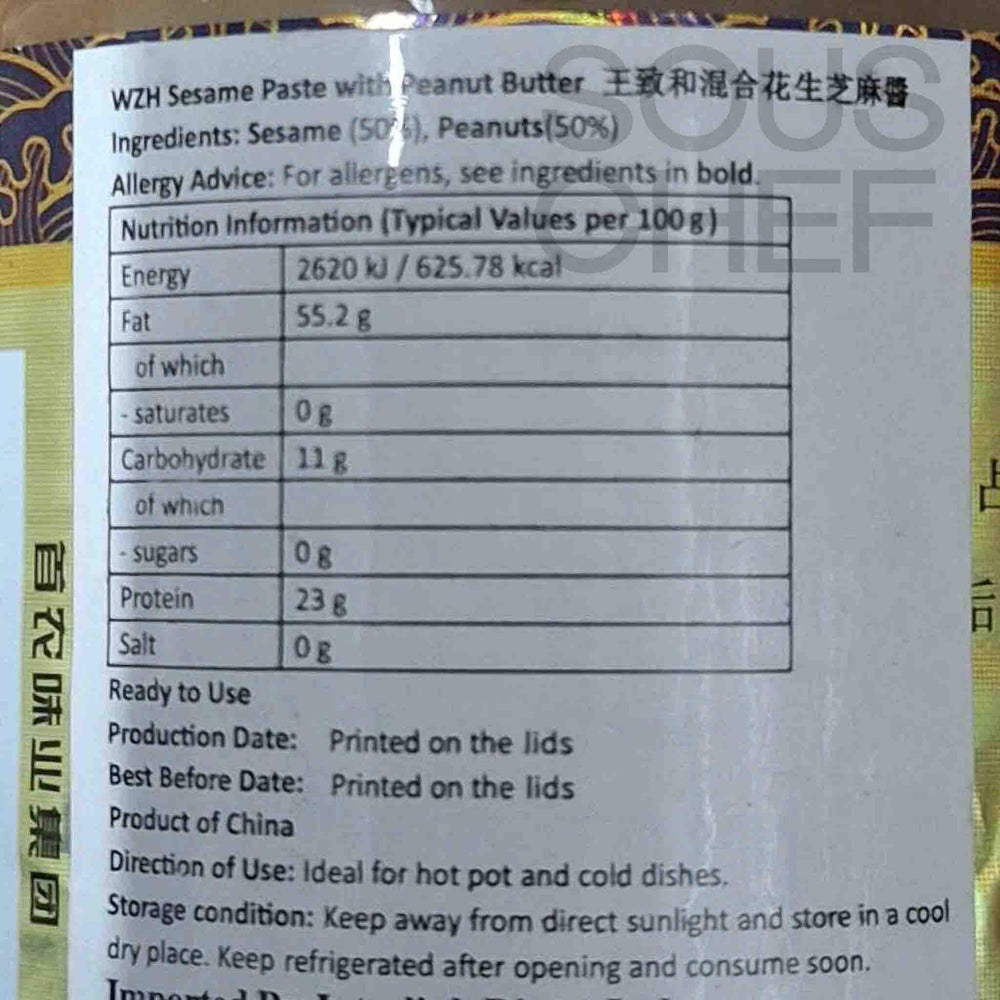 WZH Sesame Paste with Peanut Butter 王致和混合花生芝麻醬
Ingredients: Sesame (50%), Peanuts(50%)
Allergy Advice: For allergens, see ingredients in bold.
Nutrition Information (Typical Values per 100g)
Energy 2620 kJ / 625.78 kcal
Fat 55.2 g
of which
- saturates 0 g
Carbohydrate 11 g
of which
- sugars 0 g
Protein 23 g
Salt 0 g
Ready to Use
Production Date: Printed on the lids
Best Before Date: Printed on the lids
Product of China
Direction of Use: Ideal for hot pot and cold dishes.
Storage condition: Keep away from direct sunlight and store in a cool
dry place. Keep refrigerated after opening and consume soon.
首农味业集团
SOUS
CHEF